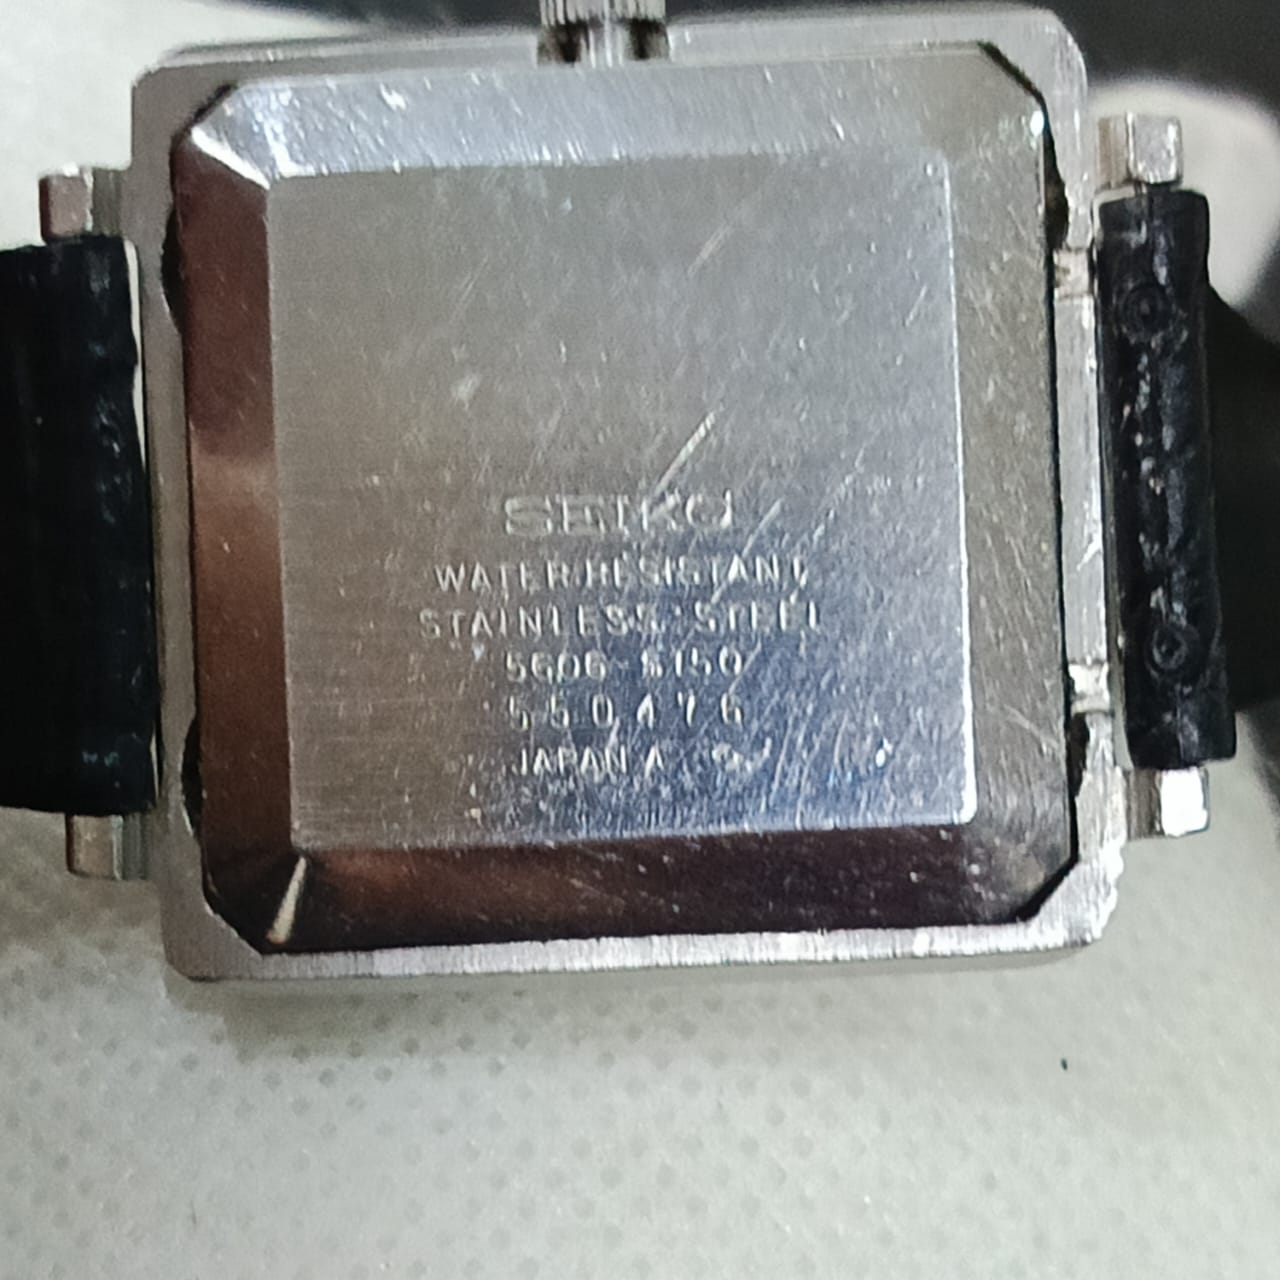 SEIKO
WATER RESISTANT
STAINLESS STEEL
5606-5150
550476
JAPAN A